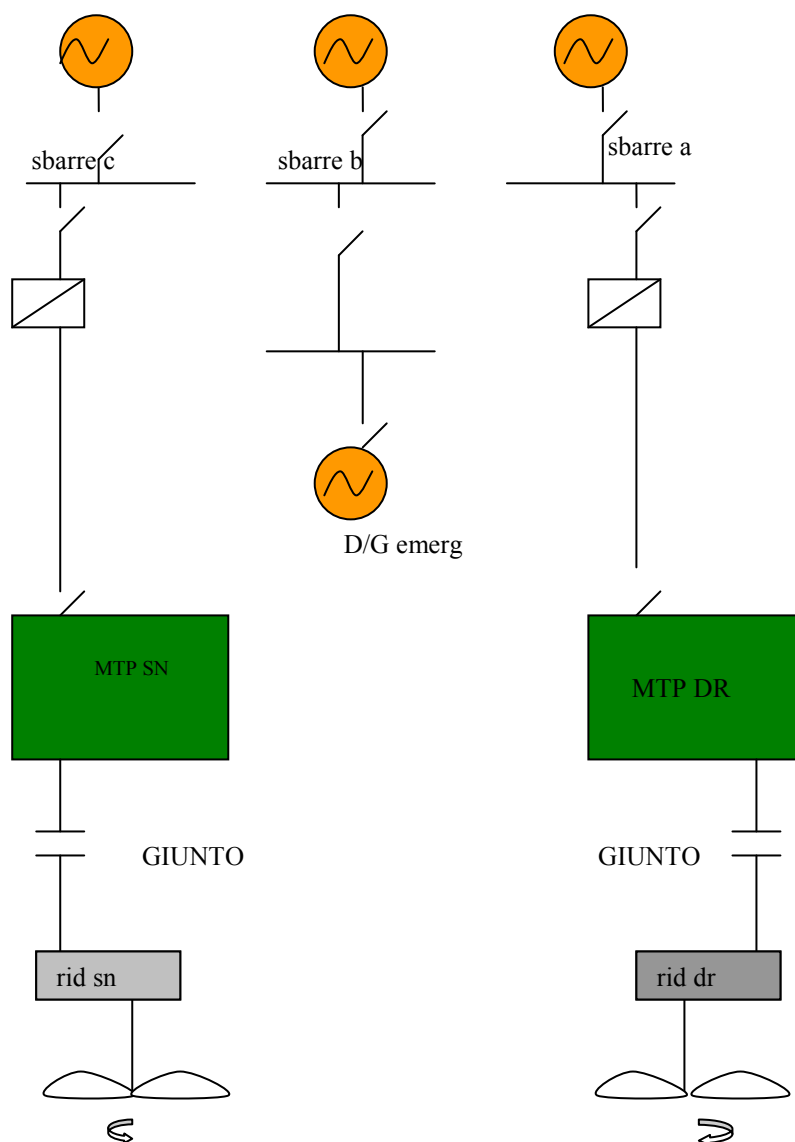 sbarre c
sbarre b
sbarre a
D/G emerg
MTP SN
MTP DR
GIUNTO
GIUNTO
rid sn
rid dr